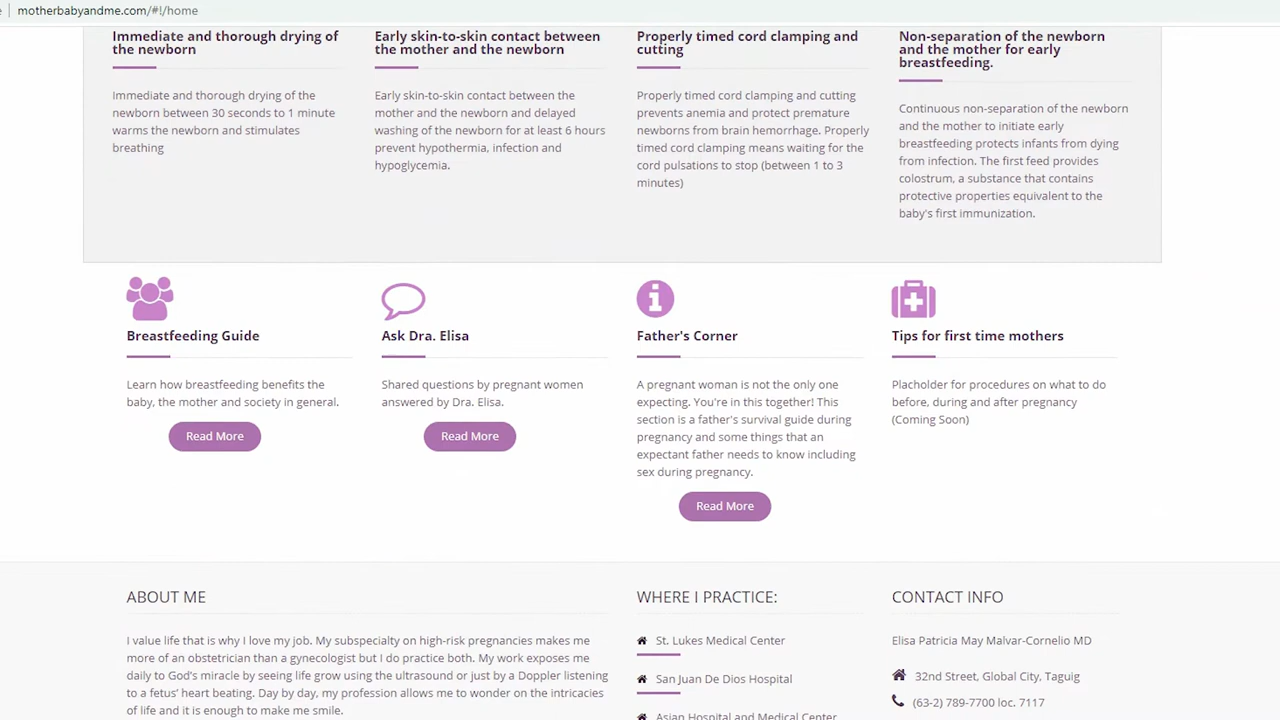 motherbabyandme.com/#!/home
Immediate and thorough drying of
the newborn
Immediate and thorough drying of the
newborn between 30 seconds to 1 minute
warms the newborn and stimulates
breathing
Early skin-to-skin contact between
the mother and the newborn
Early skin-to-skin contact between the
mother and the newborn and delayed
washing of the newborn for at least 6 hours
prevent hypothermia, infection and
hypoglycemia.
Properly timed cord clamping and
cutting
Properly timed cord clamping and cutting
prevents anemia and protect premature
newborns from brain hemorrhage. Properly
timed cord clamping means waiting for the
cord pulsations to stop (between 1 to 3
minutes)
Non-separation of the newborn
and the mother for early
breastfeeding.
Continuous non-separation of the newborn
and the mother to initiate early
breastfeeding protects infants from dying
from infection. The first feed provides
colostrum, a substance that contains
protective properties equivalent to the
baby's first immunization.
Breastfeeding Guide
Learn how breastfeeding benefits the
baby, the mother and society in general.
Read More
Ask Dra. Elisa
Shared questions by pregnant women
answered by Dra. Elisa.
Read More
Father's Corner
A pregnant woman is not the only one
expecting. You're in this together! This
section is a father's survival guide during
pregnancy and some things that an
expectant father needs to know including
sex during pregnancy.
Read More
Tips for first time mothers
Placholder for procedures on what to do
before, during and after pregnancy
(Coming Soon)
ABOUT ME
I value life that is why I love my job. My subspecialty on high-risk pregnancies makes me
more of an obstetrician than a gynecologist but I do practice both. My work exposes me
daily to God's miracle by seeing life grow using the ultrasound or just by a Doppler listening
to a fetus' heart beating. Day by day, my profession allows me to wonder on the intricacies
of life and it is enough to make me smile.
WHERE I PRACTICE:
St. Lukes Medical Center
San Juan De Dios Hospital
Asian Hospital and Medical Center
CONTACT INFO
Elisa Patricia May Malvar-Cornelio MD
32nd Street, Global City, Taguig
(63-2) 789-7700 loc. 7117